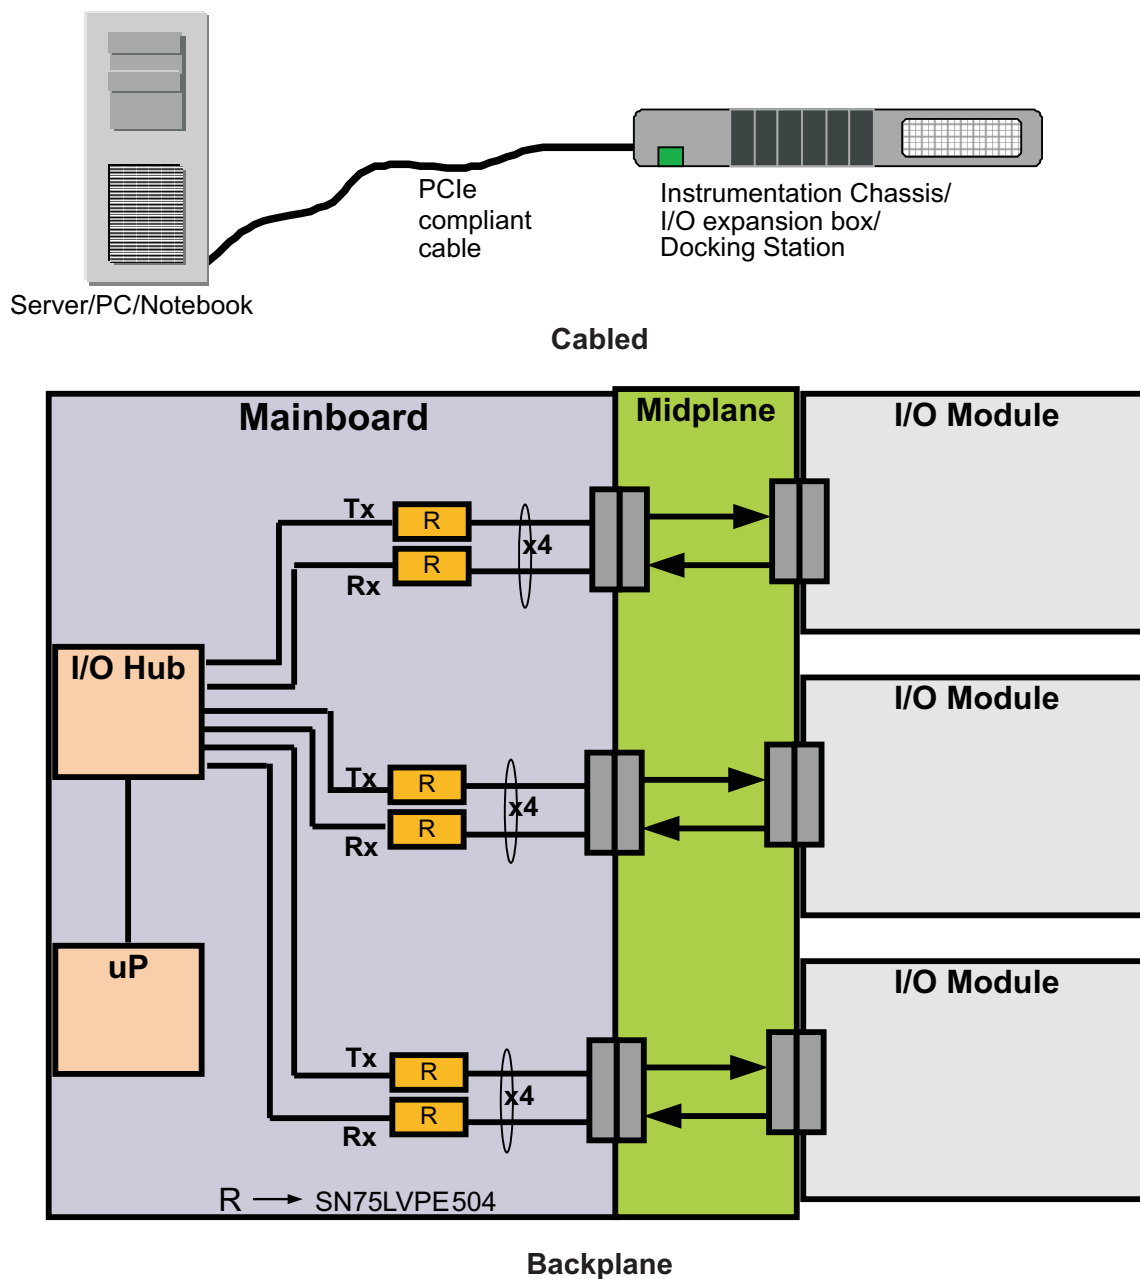 PCIe
compliant
cable
Instrumentation Chassis/
I/O expansion box/
Docking Station
Server/PC/Notebook
Cabled
Mainboard
Midplane
I/O Module
Tx
R
R
x4
Rx
I/O Hub
I/O Module
Tx
R
x4
R
Rx
uP
I/O Module
Tx
R
x4
R
Rx
R SN75LVPE504
Backplane